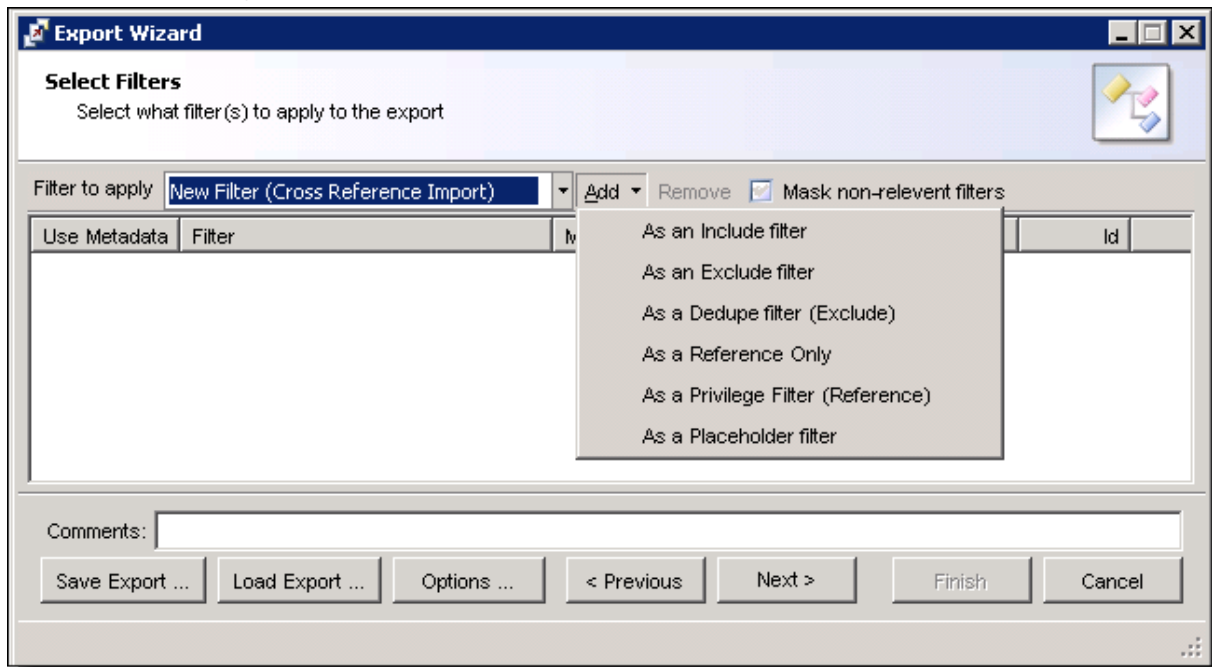 Export Wizard
Select Filters
Select what filter(s) to apply to the export
Filter to apply New Filter (Cross Reference Import) Add Remove Mask non-relevent filters
Use Metadata Filter Id
As an Include filter
As an Exclude filter
As a Dedupe filter (Exclude)
As a Reference Only
As a Privilege Filter (Reference)
As a Placeholder filter
Comments:
Save Export ... Load Export ... Options ... < Previous Next > Finish Cancel